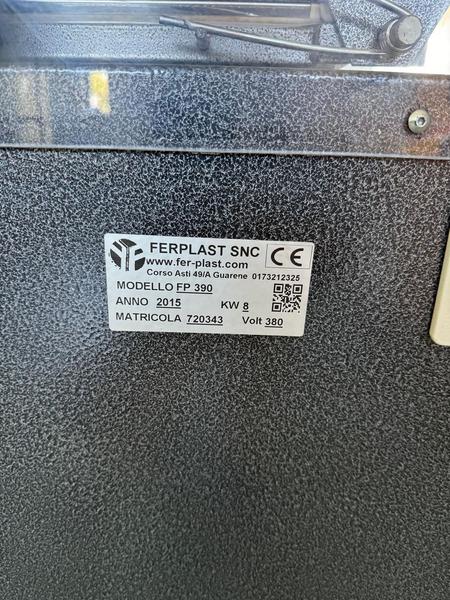 FERPLAST SNC
www.fer-plast.com
CE
Corso Asti 49/A Guarene 0173212325
MODELLO FP 390
ANNO 2015 KW 8
MATRICOLA 720343 Volt 380